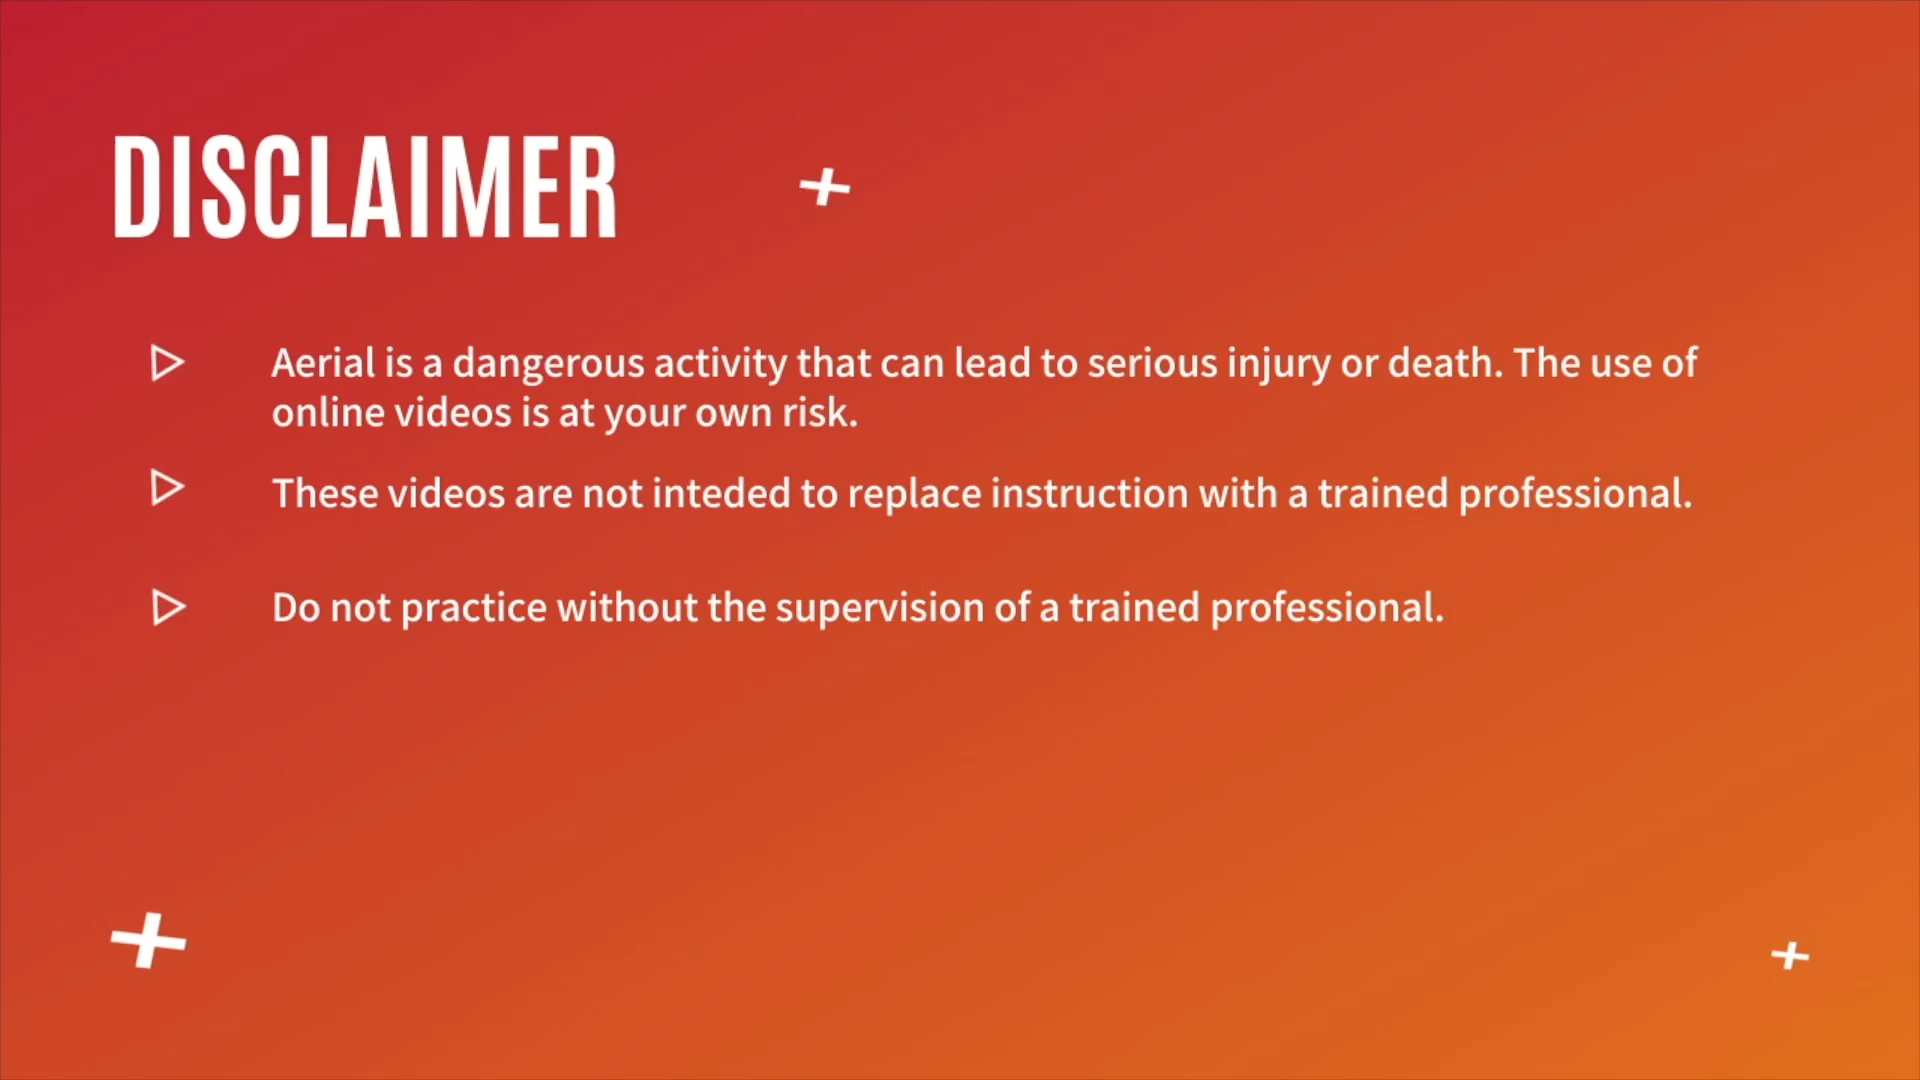 DISCLAIMER
Aerial is a dangerous activity that can lead to serious injury or death. The use of
online videos is at your own risk.
These videos are not inteded to replace instruction with a trained professional.
Do not practice without the supervision of a trained professional.